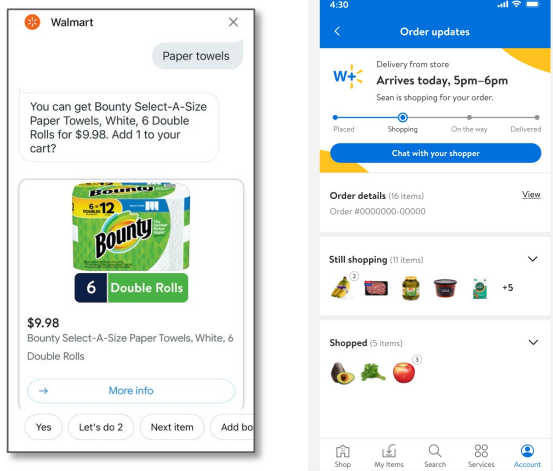 Walmart
Paper towels
You can get Bounty Select-A-Size
Paper Towels, White, 6 Double
Rolls for $9.98. Add 1 to your
cart?
Bounty
6=12
DOUBLES
Bounty
6 Double Rolls
$9.98
Bounty Select-A-Size Paper Towels, White, 6
Double Rolls
→ More info
Yes
Let's do 2
Next item
Add bo
4:30
Order updates
W+
Delivery from store
Arrives today, 5pm–6pm
Sean is shopping for your order.
Placed
Shopping
On the way
Delivered
Chat with your shopper
Order details (16 items)
View
Order #0000000-00000
Still shopping (11 items)
2
+5
Shopped (5 items)
3
Shop
My Items
Search
Services
Account